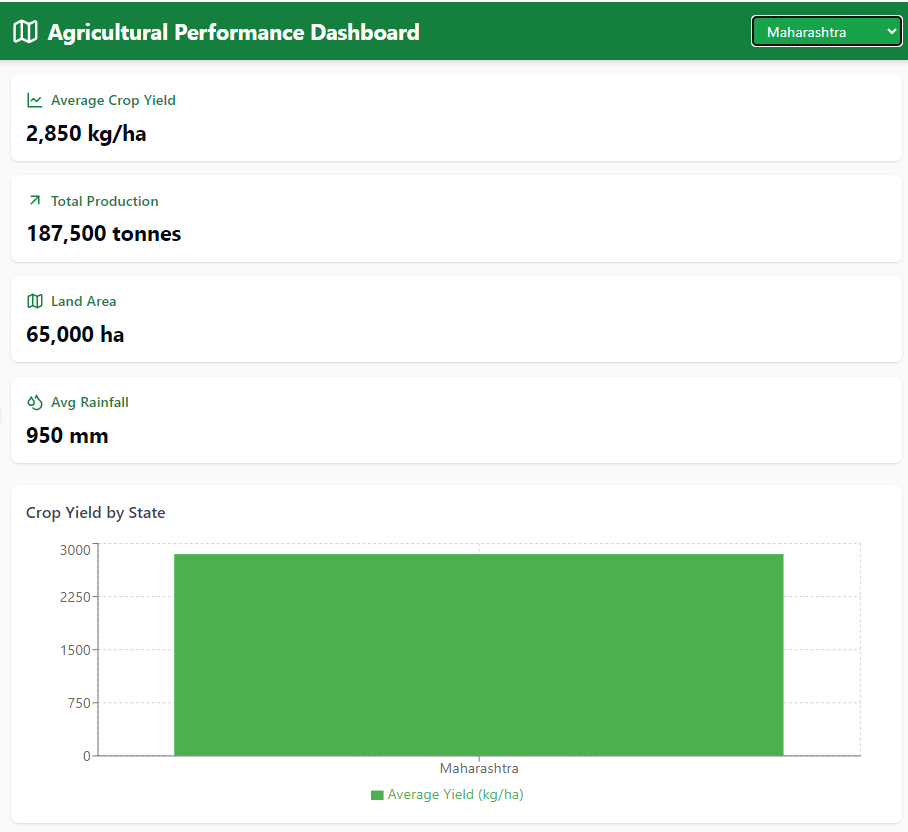 Agricultural Performance Dashboard
Maharashtra
Average Crop Yield
2,850 kg/ha
Total Production
187,500 tonnes
Land Area
65,000 ha
Avg Rainfall
950 mm
Crop Yield by State
3000
2250
1500
750
0
Maharashtra
Average Yield (kg/ha)